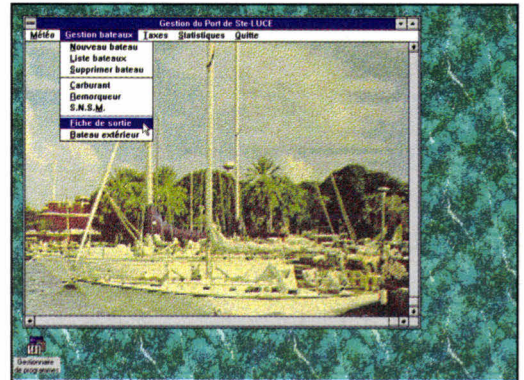 Gestion du Port de Ste-LUCE
Météo Gestion bateaux Taxes Statistiques Quitte
Nouveau bateau
Liste bateaux
Supprimer bateau
Carburant
Remorqueur
S.N.S.M.
Fiche de sortie
Bateau extérieur
Gestionnaire
de programmes